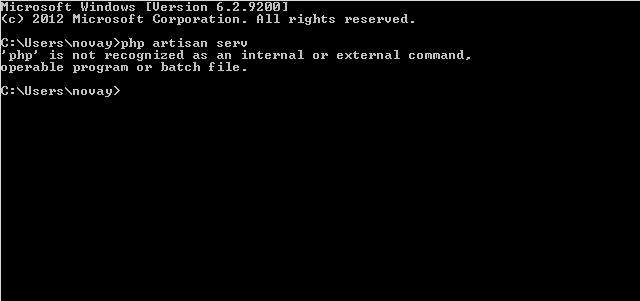 Microsoft Windows [Version 6.2.9200]
(c) 2012 Microsoft Corporation. All rights reserved.
C:\Users\novay>php artisan serv
'php' is not recognized as an internal or external command,
operable program or batch file.
C:\Users\novay>